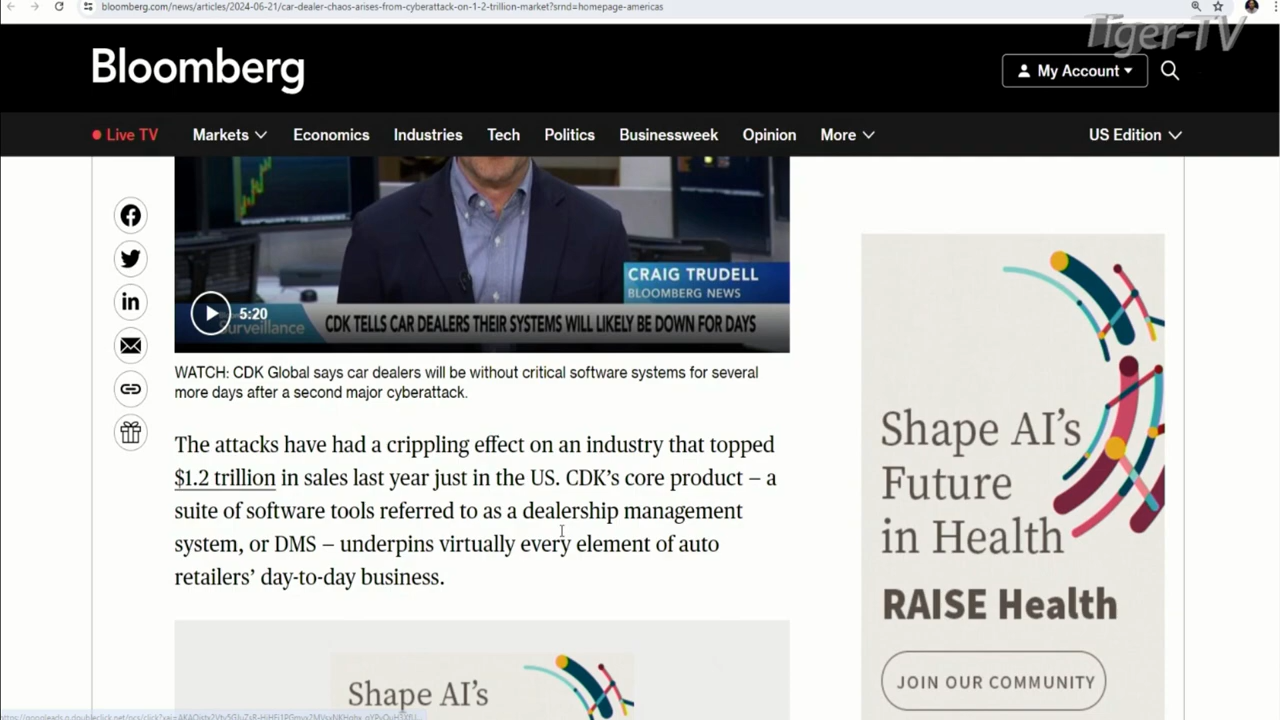 bloomberg.com/news/articles/2024-06-21/car-dealer-chaos-arises-from-cyberattack-on-1-2-trillion-market?srnd=homepage-americas
Tiger-TV
Bloomberg
My Account
Live TV Markets Economics Industries Tech Politics Businessweek Opinion More US Edition
CRAIG TRUDELL
BLOOMBERG NEWS
5:20
Surveillance
CDK TELLS CAR DEALERS THEIR SYSTEMS WILL LIKELY BE DOWN FOR DAYS
WATCH: CDK Global says car dealers will be without critical software systems for several
more days after a second major cyberattack.
The attacks have had a crippling effect on an industry that topped
$1.2 trillion in sales last year just in the US. CDK’s core product – a
suite of software tools referred to as a dealership management
system, or DMS – underpins virtually every element of auto
retailers’ day-to-day business.
Shape AI's
Shape AI's
Future
in Health
RAISE Health
JOIN OUR COMMUNITY